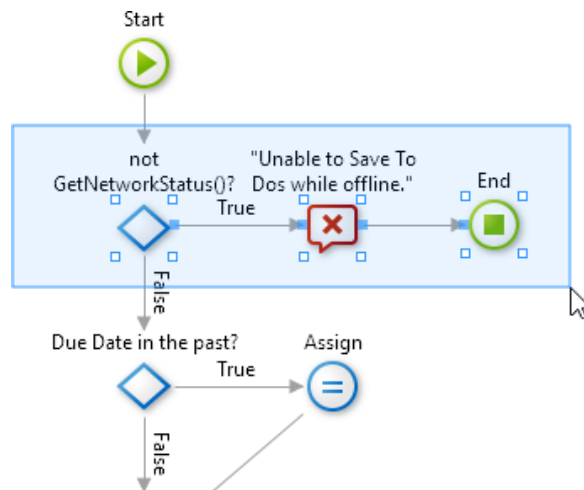 Start
not
GetNetworkStatus()?
"Unable to Save To
Dos while offline."
End
True
False
Due Date in the past?
Assign
True
False